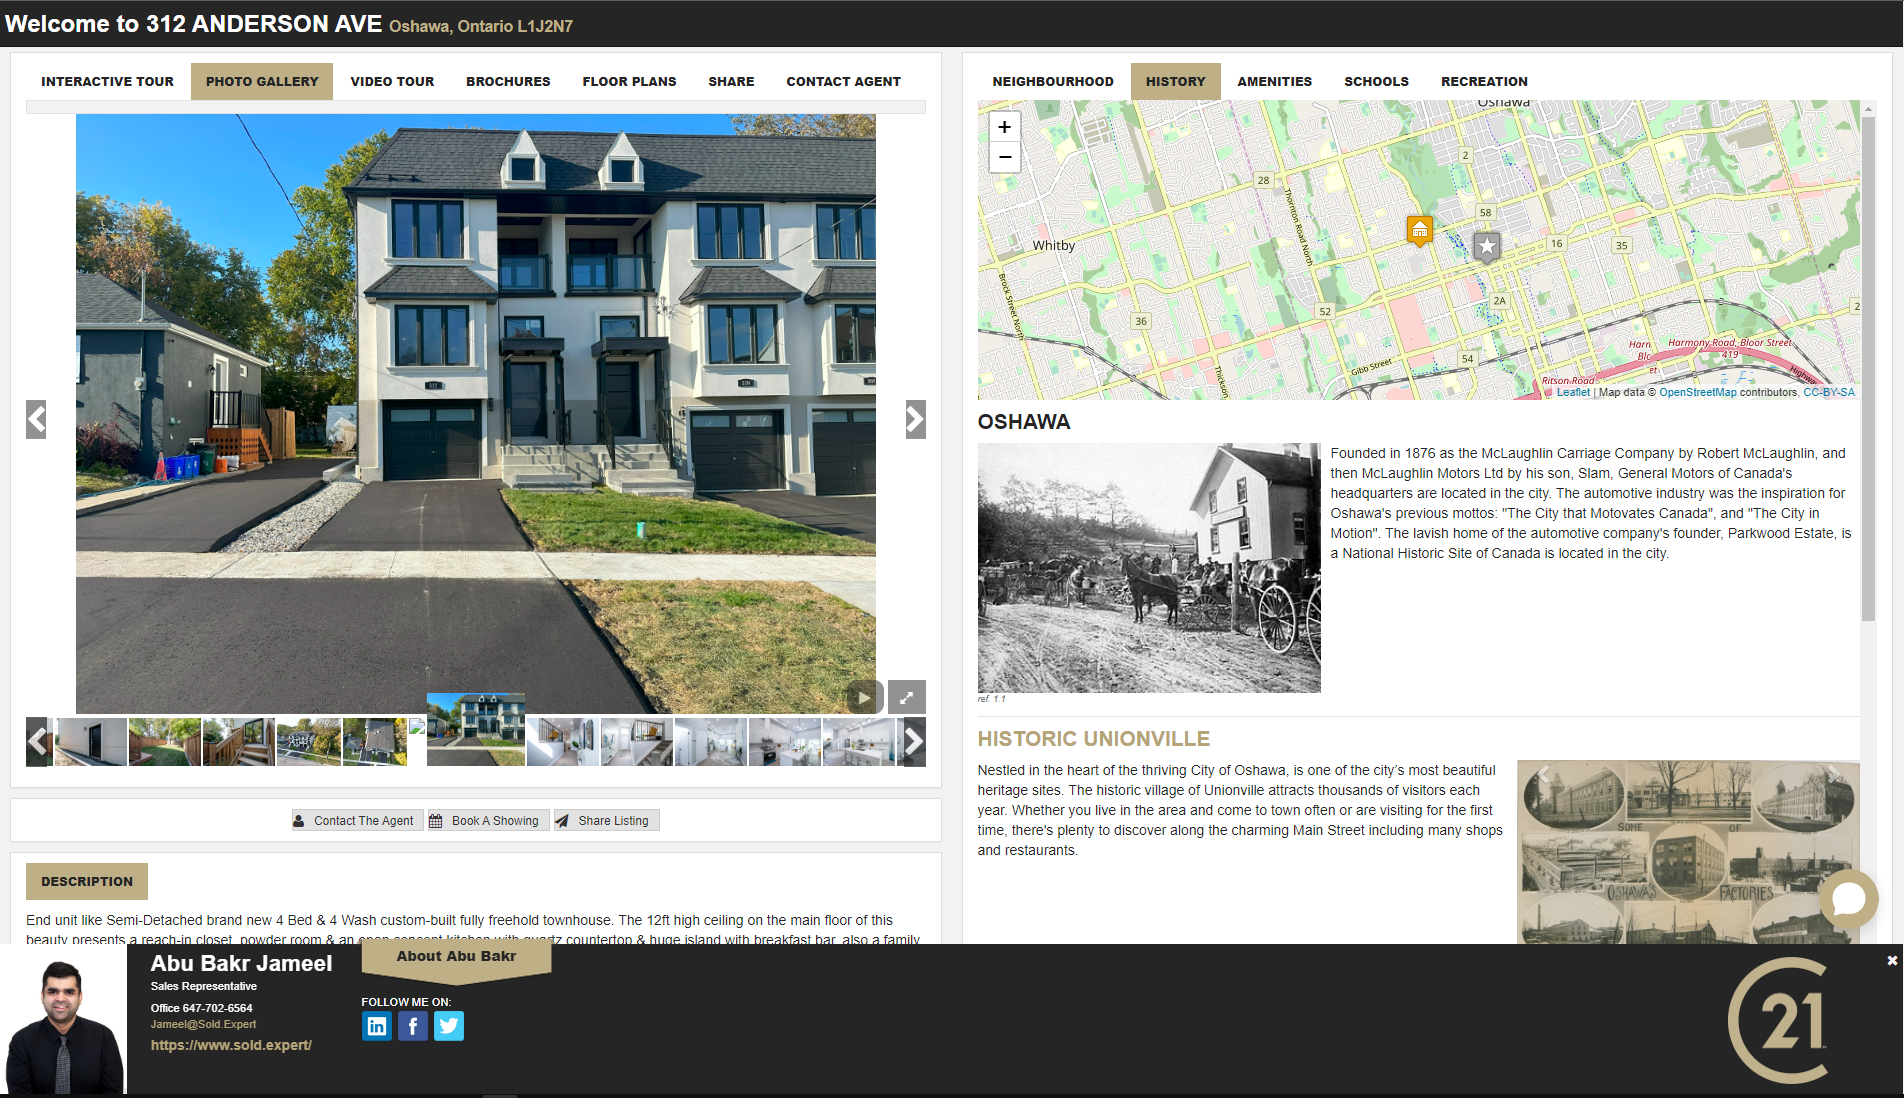 Welcome to 312 ANDERSON AVE Oshawa, Ontario L1J2N7
INTERACTIVE TOUR PHOTO GALLERY VIDEO TOUR BROCHURES FLOOR PLANS SHARE CONTACT AGENT
NEIGHBOURHOOD HISTORY AMENITIES SCHOOLS RECREATION
Oshawa
+
−
2
28
58
16
35
Whitby
Thornton Road North
Brock Street North
2A
52
36
2
54
Gibb Street
Thickson
Harmony Road; Bloor Street
419
Harn
Blc
et
Ritson Road
Highway
Leaflet | Map data © OpenStreetMap contributors, CC-BY-SA
OSHAWA
Founded in 1876 as the McLaughlin Carriage Company by Robert McLaughlin, and
then McLaughlin Motors Ltd by his son, Slam, General Motors of Canada's
headquarters are located in the city. The automotive industry was the inspiration for
Oshawa's previous mottos: "The City that Motovates Canada", and "The City in
Motion". The lavish home of the automotive company's founder, Parkwood Estate, is
a National Historic Site of Canada is located in the city.
ref. 1.1
HISTORIC UNIONVILLE
Nestled in the heart of the thriving City of Oshawa, is one of the city's most beautiful
heritage sites. The historic village of Unionville attracts thousands of visitors each
year. Whether you live in the area and come to town often or are visiting for the first
time, there's plenty to discover along the charming Main Street including many shops
and restaurants.
SOME OF
OSHAWA'S FACTORIES
Contact The Agent Book A Showing Share Listing
DESCRIPTION
End unit like Semi-Detached brand new 4 Bed & 4 Wash custom-built fully freehold townhouse. The 12ft high ceiling on the main floor of this
beauty presents a reach-in closet, powder room & an open concept kitchen with quartz countertop & huge island with breakfast bar, also a family
Abu Bakr Jameel
Sales Representative
Office 647-702-6564
Jameel@Sold.Expert
https://www.sold.expert/
About Abu Bakr
FOLLOW ME ON:
in f
C21